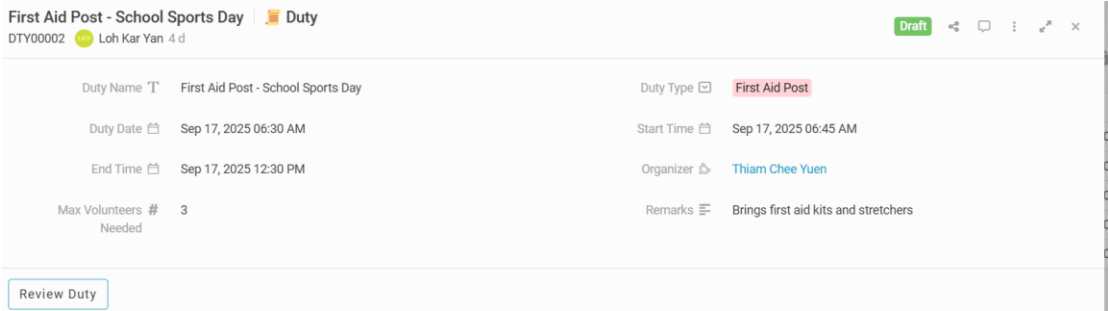 First Aid Post - School Sports Day Duty
DTY00002 Loh Kar Yan 4 d
Draft
Duty Name First Aid Post - School Sports Day
Duty Type First Aid Post
Duty Date Sep 17, 2025 06:30 AM
Start Time Sep 17, 2025 06:45 AM
End Time Sep 17, 2025 12:30 PM
Organizer Thiam Chee Yuen
Max Volunteers # 3
Needed
Remarks Brings first aid kits and stretchers
Review Duty